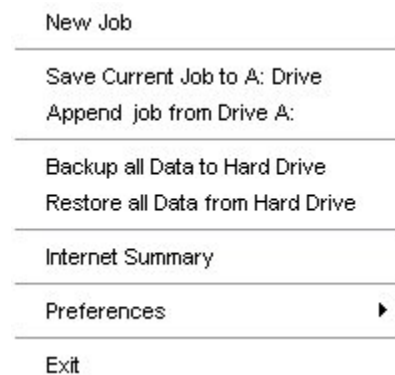 New Job
Save Current Job to A: Drive
Append job from Drive A:
Backup all Data to Hard Drive
Restore all Data from Hard Drive
Internet Summary
Preferences
Exit